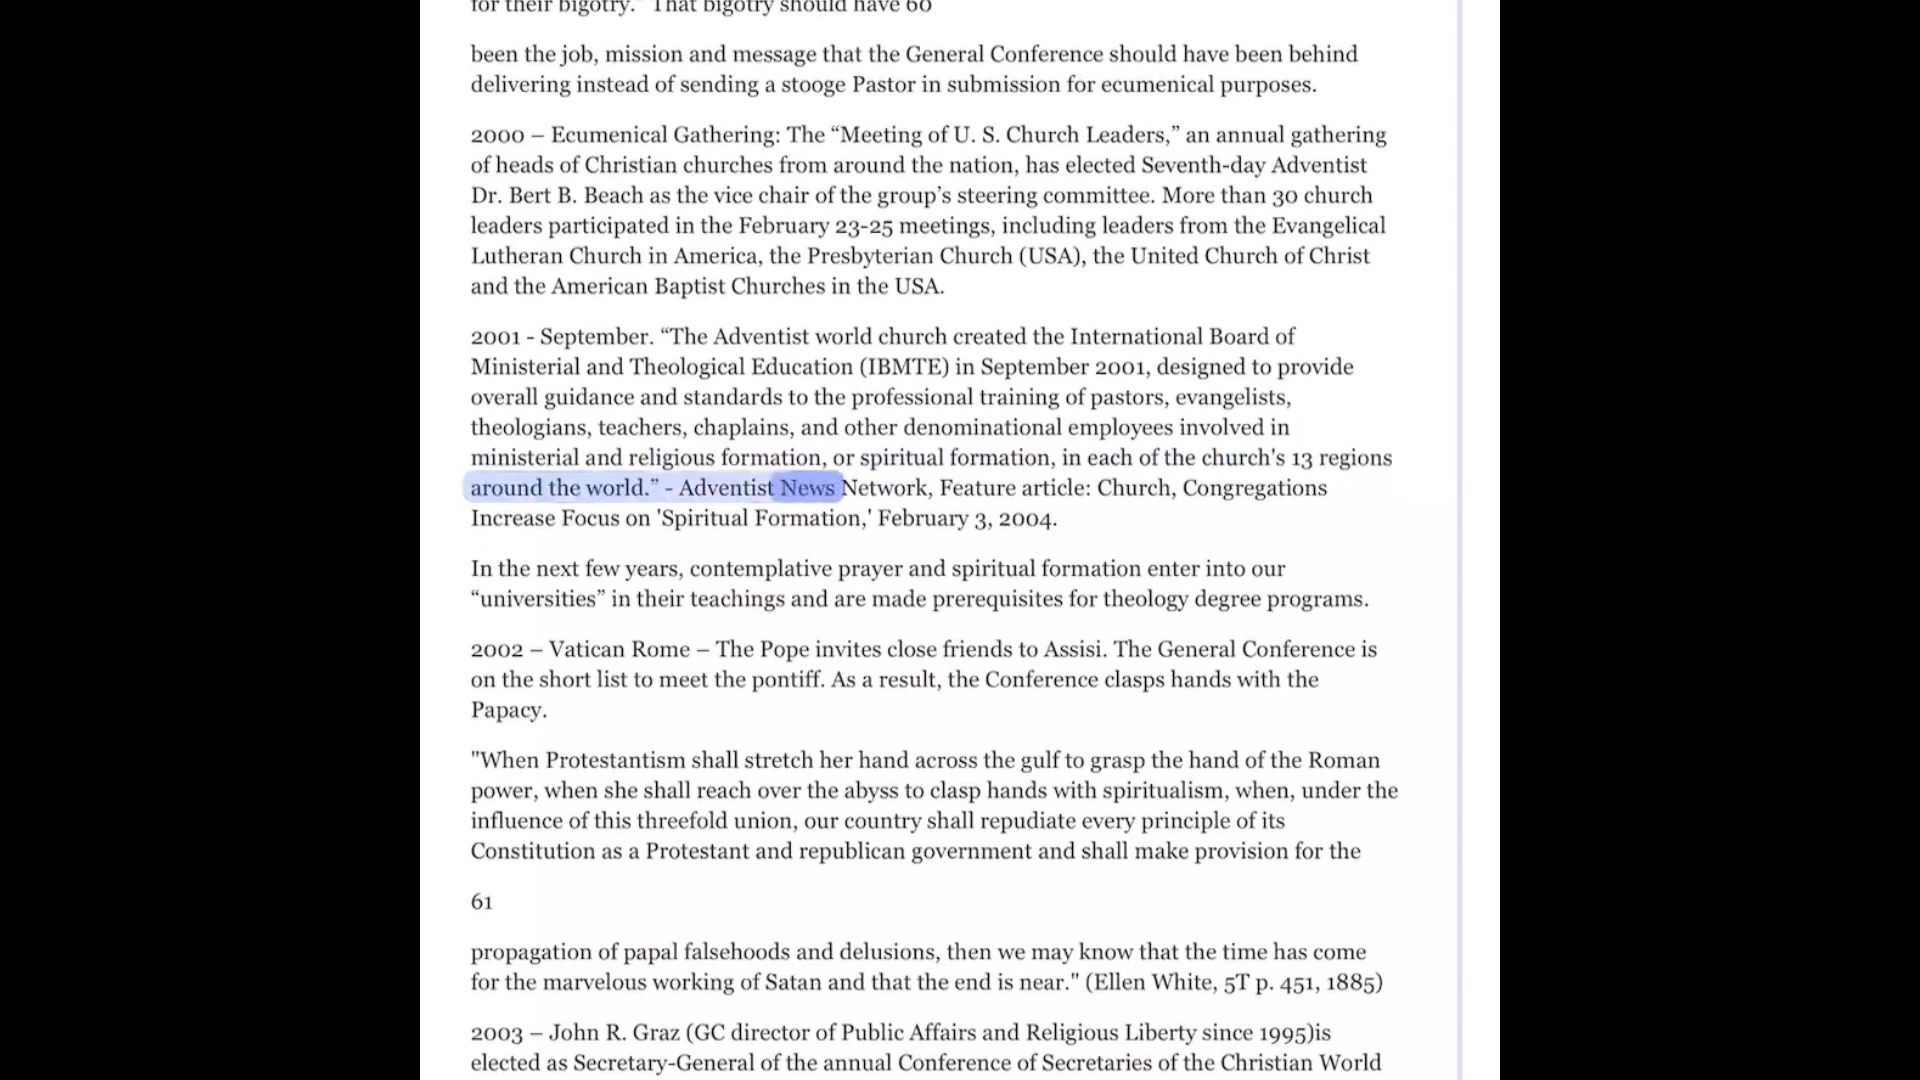 for their bigotry." That bigotry should have 60
been the job, mission and message that the General Conference should have been behind
delivering instead of sending a stooge Pastor in submission for ecumenical purposes.
2000 – Ecumenical Gathering: The “Meeting of U. S. Church Leaders,” an annual gathering
of heads of Christian churches from around the nation, has elected Seventh-day Adventist
Dr. Bert B. Beach as the vice chair of the group’s steering committee. More than 30 church
leaders participated in the February 23-25 meetings, including leaders from the Evangelical
Lutheran Church in America, the Presbyterian Church (USA), the United Church of Christ
and the American Baptist Churches in the USA.
2001 - September. “The Adventist world church created the International Board of
Ministerial and Theological Education (IBMTE) in September 2001, designed to provide
overall guidance and standards to the professional training of pastors, evangelists,
theologians, teachers, chaplains, and other denominational employees involved in
ministerial and religious formation, or spiritual formation, in each of the church's 13 regions
around the world.” - Adventist News Network, Feature article: Church, Congregations
Increase Focus on 'Spiritual Formation,' February 3, 2004.
In the next few years, contemplative prayer and spiritual formation enter into our
“universities” in their teachings and are made prerequisites for theology degree programs.
2002 – Vatican Rome – The Pope invites close friends to Assisi. The General Conference is
on the short list to meet the pontiff. As a result, the Conference clasps hands with the
Papacy.
"When Protestantism shall stretch her hand across the gulf to grasp the hand of the Roman
power, when she shall reach over the abyss to clasp hands with spiritualism, when, under the
influence of this threefold union, our country shall repudiate every principle of its
Constitution as a Protestant and republican government and shall make provision for the
61
propagation of papal falsehoods and delusions, then we may know that the time has come
for the marvelous working of Satan and that the end is near." (Ellen White, 5T p. 451, 1885)
2003 – John R. Graz (GC director of Public Affairs and Religious Liberty since 1995)is
elected as Secretary-General of the annual Conference of Secretaries of the Christian World